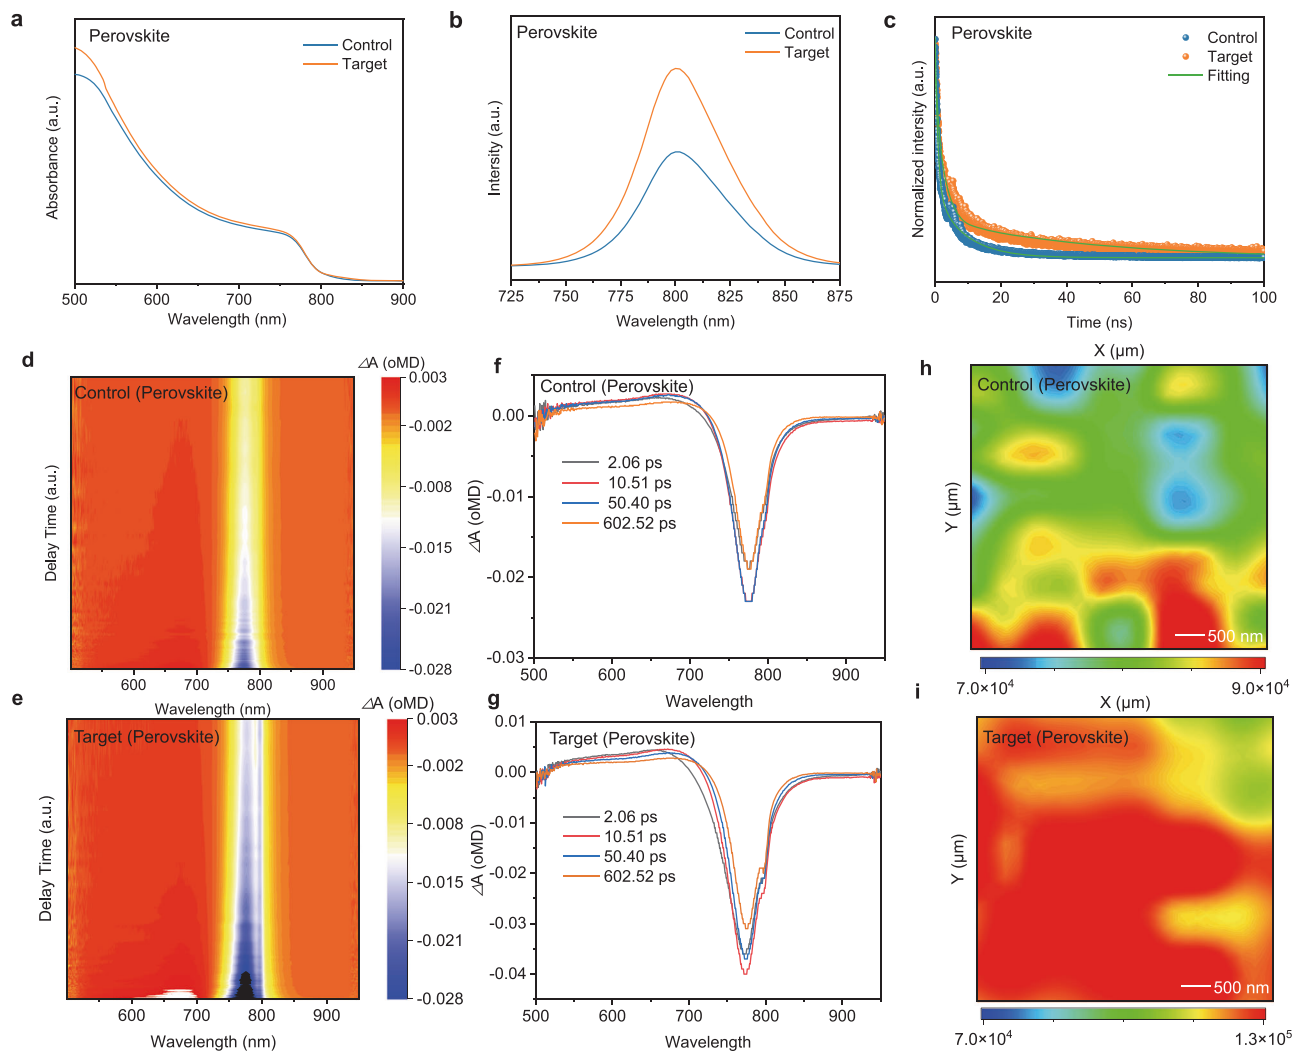 a
Perovskite
Control
Target
Absorbance (a.u.)
500 600 700 800 900
Wavelength (nm)
b
Perovskite
Control
Target
Intersity (a.u.)
725 750 775 800 825 850 875
Wavelength (nm)
c
Perovskite
Control
Target
Fitting
Normalized intensity (a.u.)
0 20 40 60 80 100
Time (ns)
d
⊿A (oMD)
Control (Perovskite)
Delay Time (a.u.)
0.003
-0.002
-0.008
-0.015
-0.021
-0.028
600 700 800 900
Wavelength (nm)
e
⊿A (oMD)
Target (Perovskite)
Delay Time (a.u.)
0.003
-0.002
-0.008
-0.015
-0.021
-0.028
600 700 800 900
Wavelength (nm)
f
Control (Perovskite)
⊿A (oMD)
0.00
-0.01
-0.02
-0.03
2.06 ps
10.51 ps
50.40 ps
602.52 ps
500 600 700 800 900
Wavelength
g
Target (Perovskite)
⊿A (oMD)
0.01
0.00
-0.01
-0.02
-0.03
-0.04
2.06 ps
10.51 ps
50.40 ps
602.52 ps
500 600 700 800 900
Wavelength
h
X (μm)
Control (Perovskite)
Y (μm)
500 nm
7.0×10⁴ 9.0×10⁴
i
X (μm)
Target (Perovskite)
Y (μm)
500 nm
7.0×10⁴ 1.3×10⁵